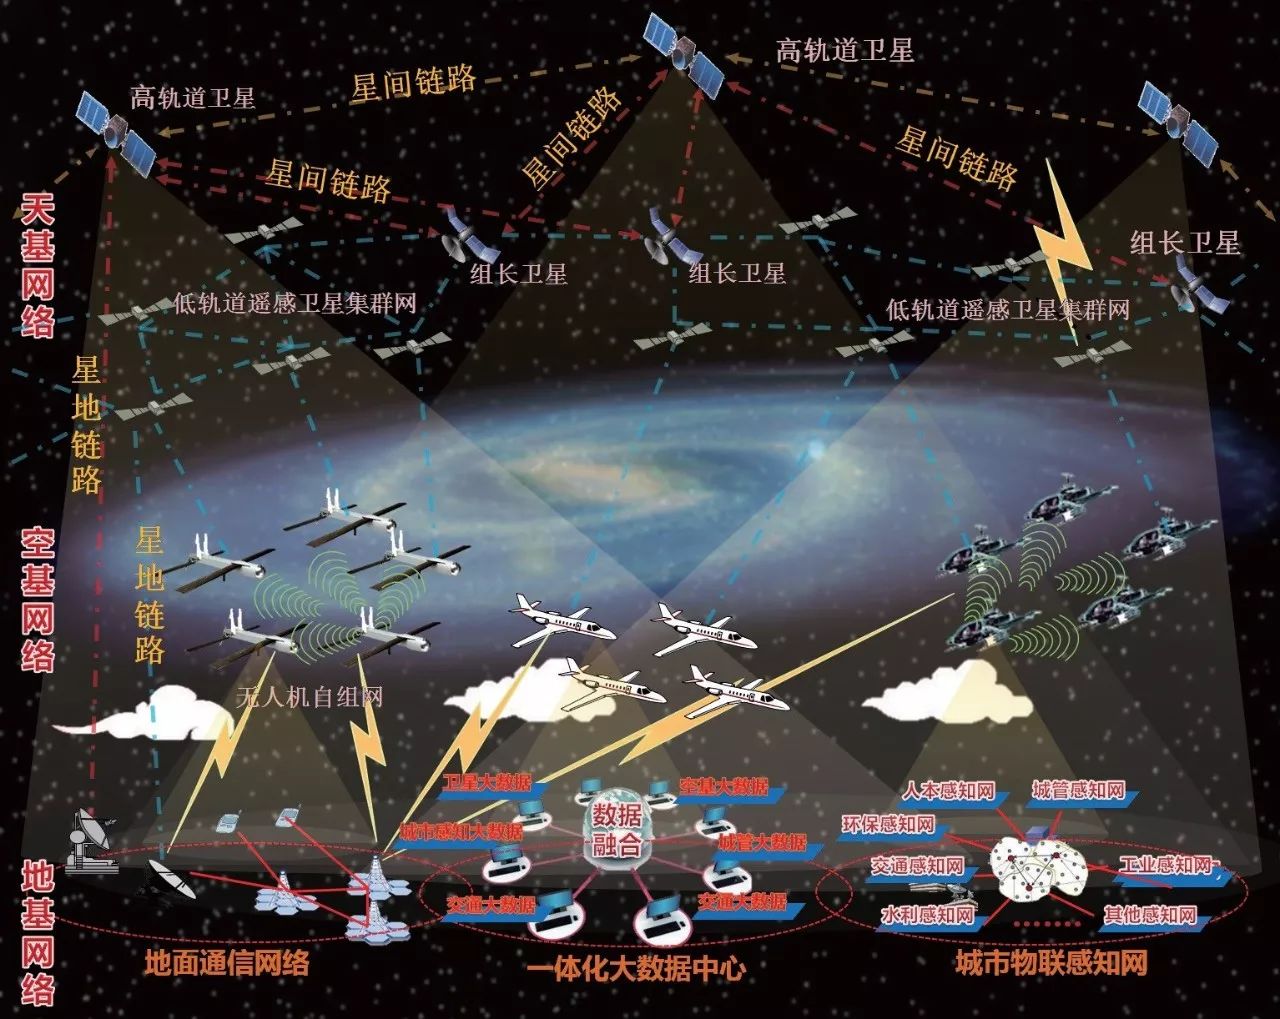 高轨道卫星
高轨道卫星
星间链路
星间链路
星间链路
星间链路
天基网络
组长卫星
组长卫星
组长卫星
低轨道遥感卫星集群网
低轨道遥感卫星集群网
星地链路
星地链路
空基网络
无人机自组网
地基网络
卫星大数据
空基大数据
城市感知大数据
城管大数据
交通大数据
交通大数据
数据
融合
人本感知网
城管感知网
环保感知网
交通感知网
工业感知网
水利感知网
其他感知网
地面通信网络
一体化大数据中心
城市物联感知网